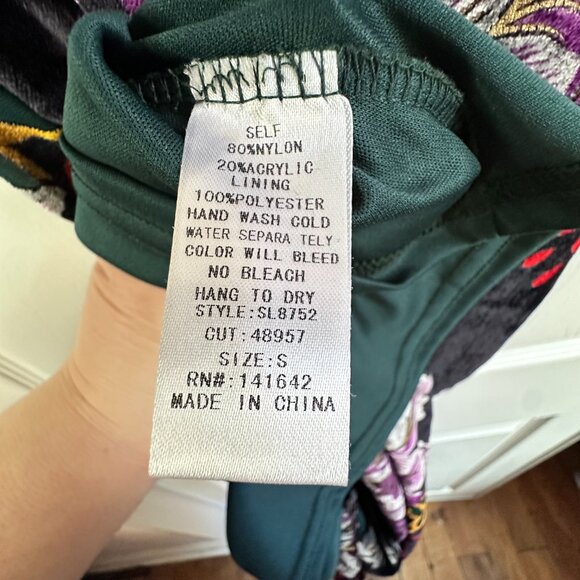 SELF
80%NYLON
20%ACRYLIC
LINING
100%POLYESTER
HAND WASH COLD
WATER SEPARA TELY
COLOR WILL BLEED
NO BLEACH
HANG TO DRY
STYLE:SL8752
CUT:48957
SIZE:S
RN#:141642
MADE IN CHINA